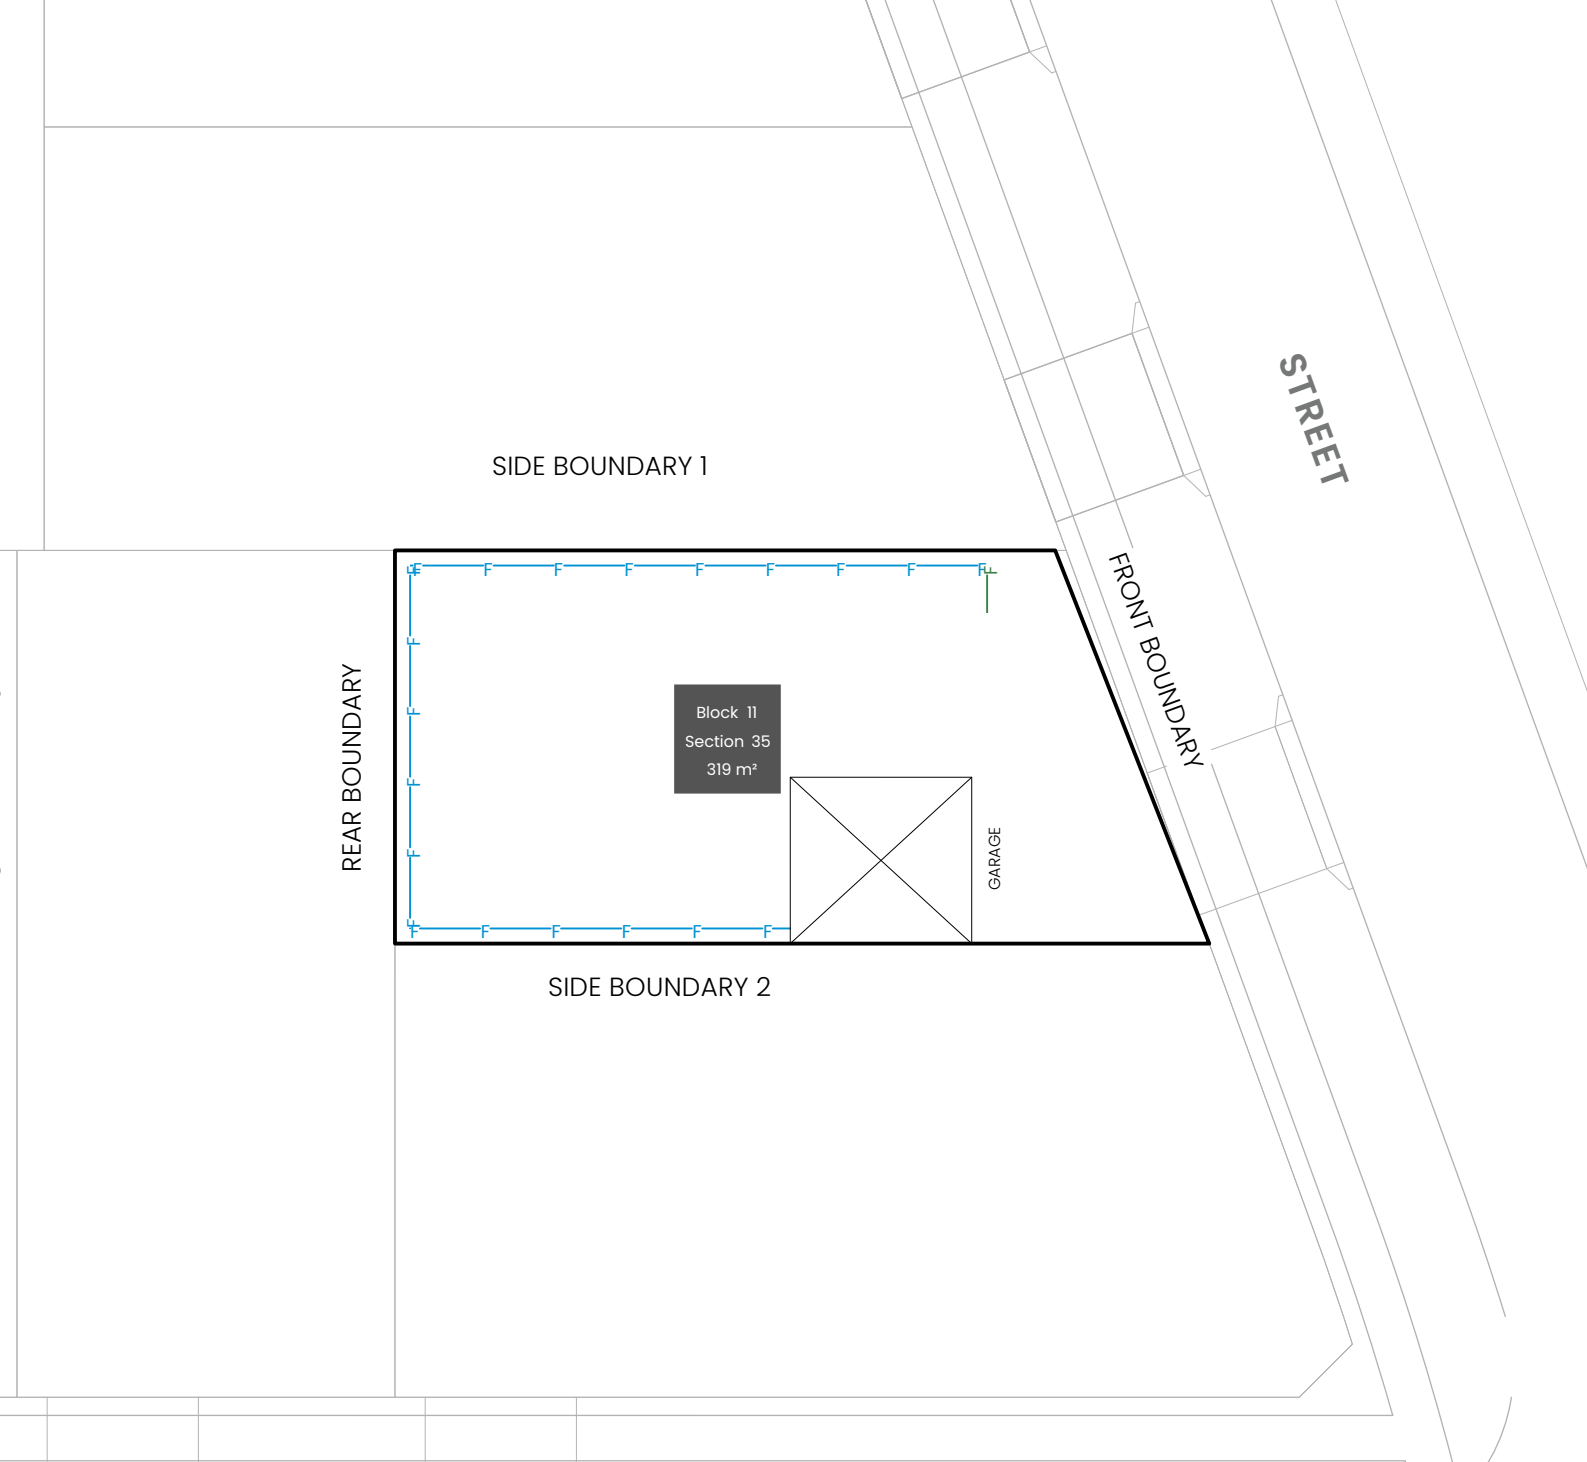 STREET
SIDE BOUNDARY 1
F F F F F F F F F
F
F
F
F
F
F
F
FRONT BOUNDARY
REAR BOUNDARY
Block 11
Section 35
319 m²
GARAGE
F F F F F F
SIDE BOUNDARY 2